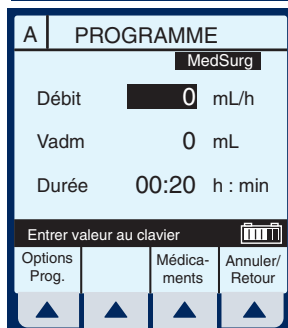 A PROGRAMME
MedSurg
Débit 0 mL/h
Vadm 0 mL
Durée 00:20 h : min
Entrer valeur au clavier
Options Prog. Médica- ments Annuler/ Retour